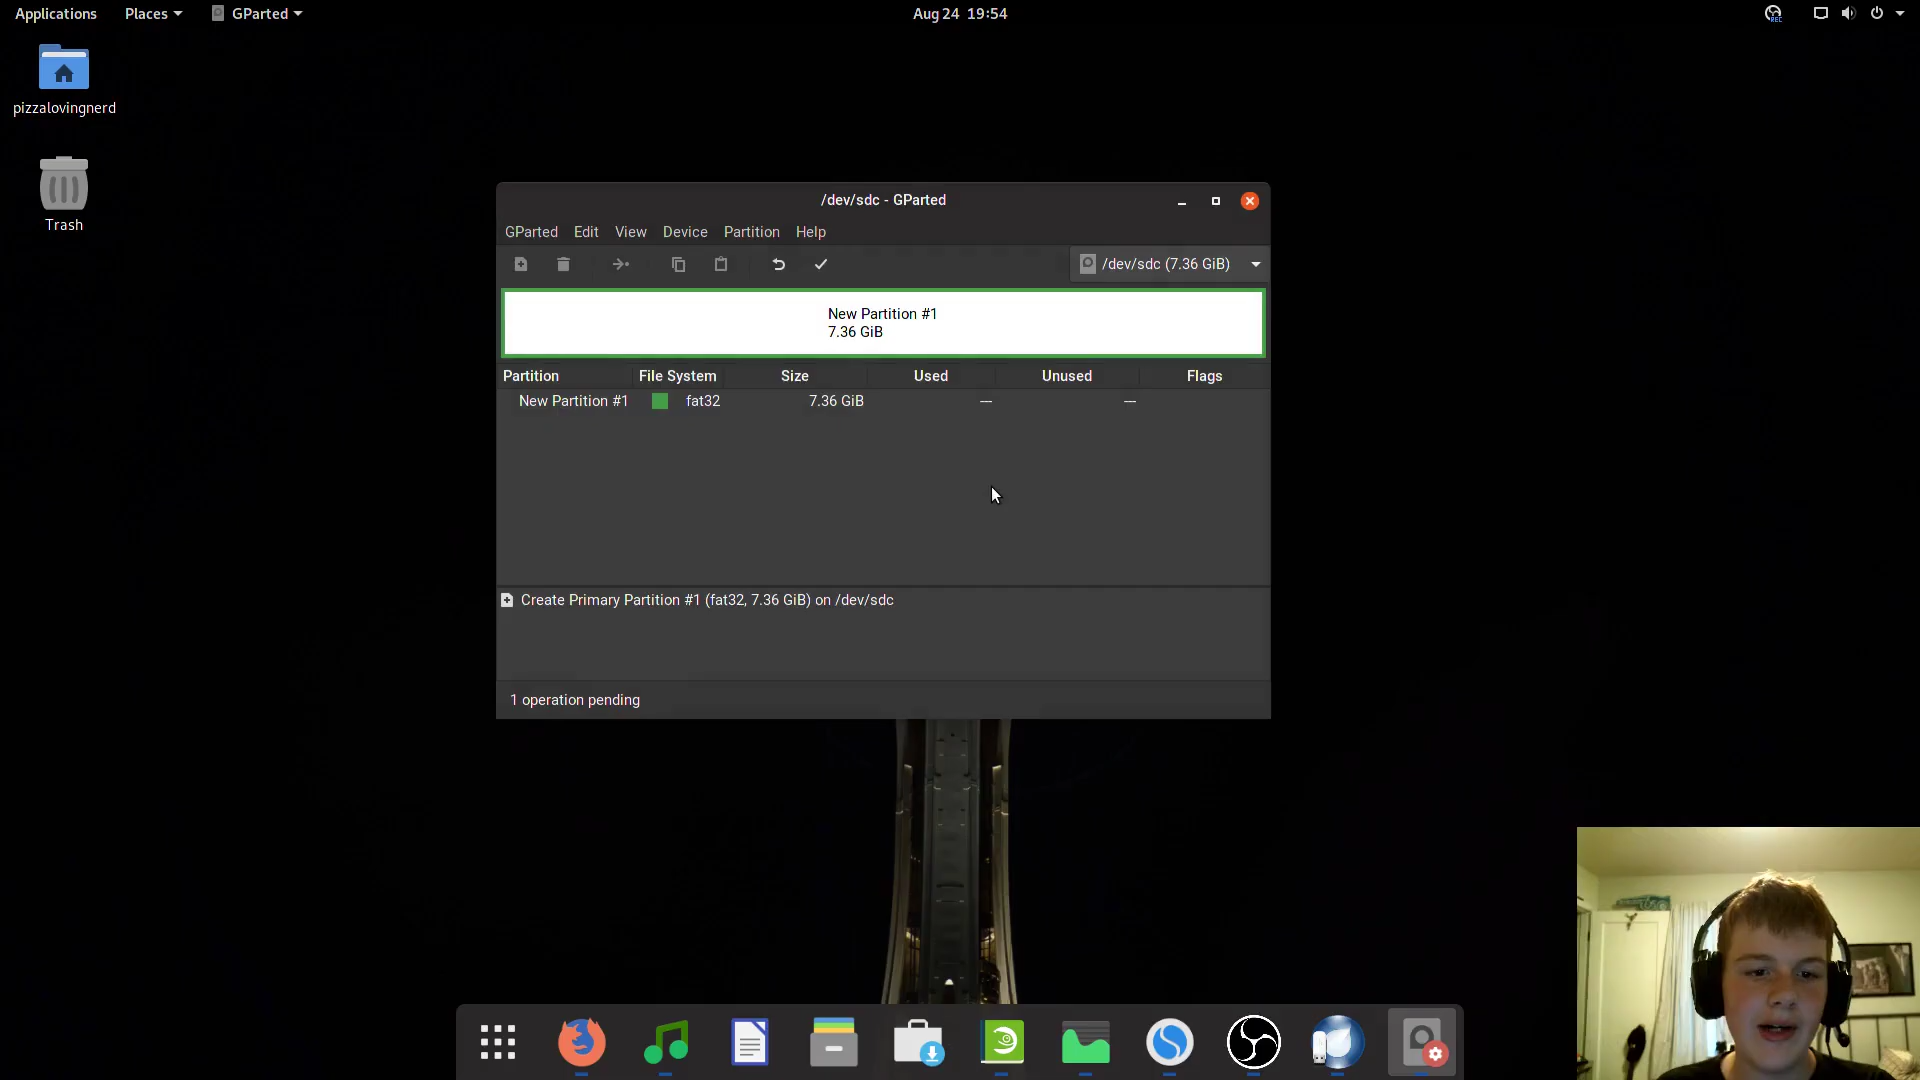 Applications Places GParted Aug 24 19:54 REC
pizzalovingnerd
Trash
/dev/sdc - GParted
GParted Edit View Device Partition Help
/dev/sdc (7.36 GiB)
New Partition #1
7.36 GiB
Partition File System Size Used Unused Flags
New Partition #1 fat32 7.36 GiB — —
Create Primary Partition #1 (fat32, 7.36 GiB) on /dev/sdc
1 operation pending